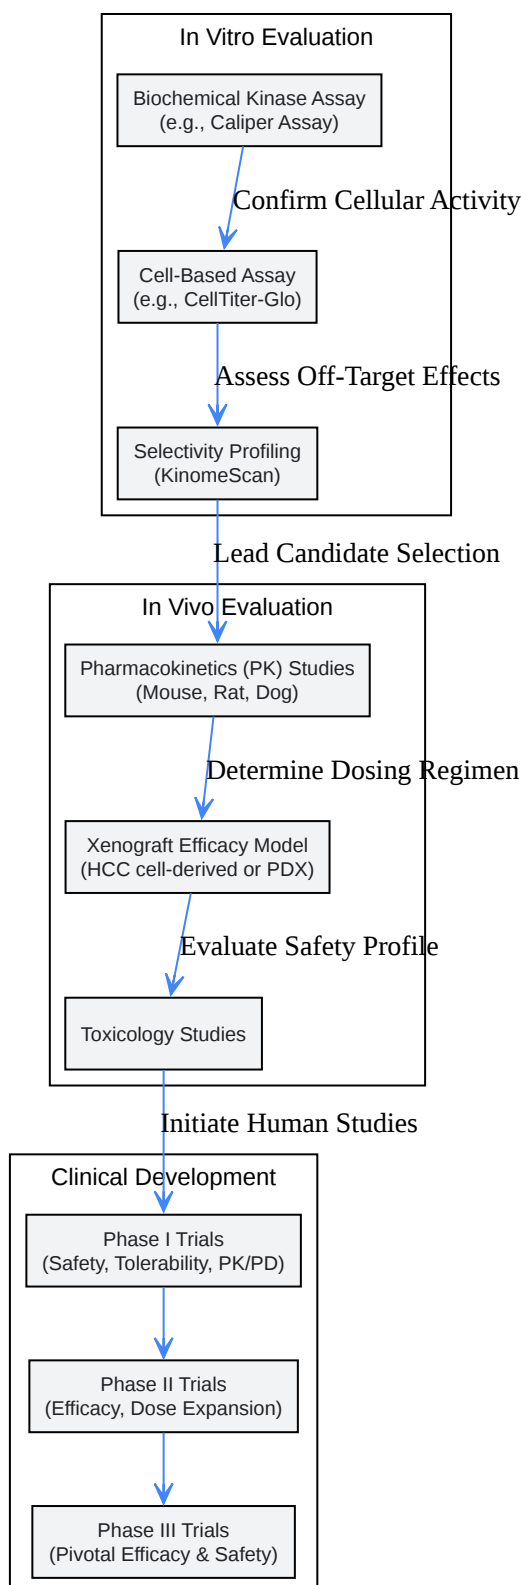 In Vitro Evaluation
Biochemical Kinase Assay
(e.g., Caliper Assay)
Confirm Cellular Activity
Cell-Based Assay
(e.g., CellTiter-Glo)
Assess Off-Target Effects
Selectivity Profiling
(KinomeScan)
Lead Candidate Selection
In Vivo Evaluation
Pharmacokinetics (PK) Studies
(Mouse, Rat, Dog)
Determine Dosing Regimen
Xenograft Efficacy Model
(HCC cell-derived or PDX)
Evaluate Safety Profile
Toxicology Studies
Initiate Human Studies
Clinical Development
Phase I Trials
(Safety, Tolerability, PK/PD)
Phase II Trials
(Efficacy, Dose Expansion)
Phase III Trials
(Pivotal Efficacy & Safety)